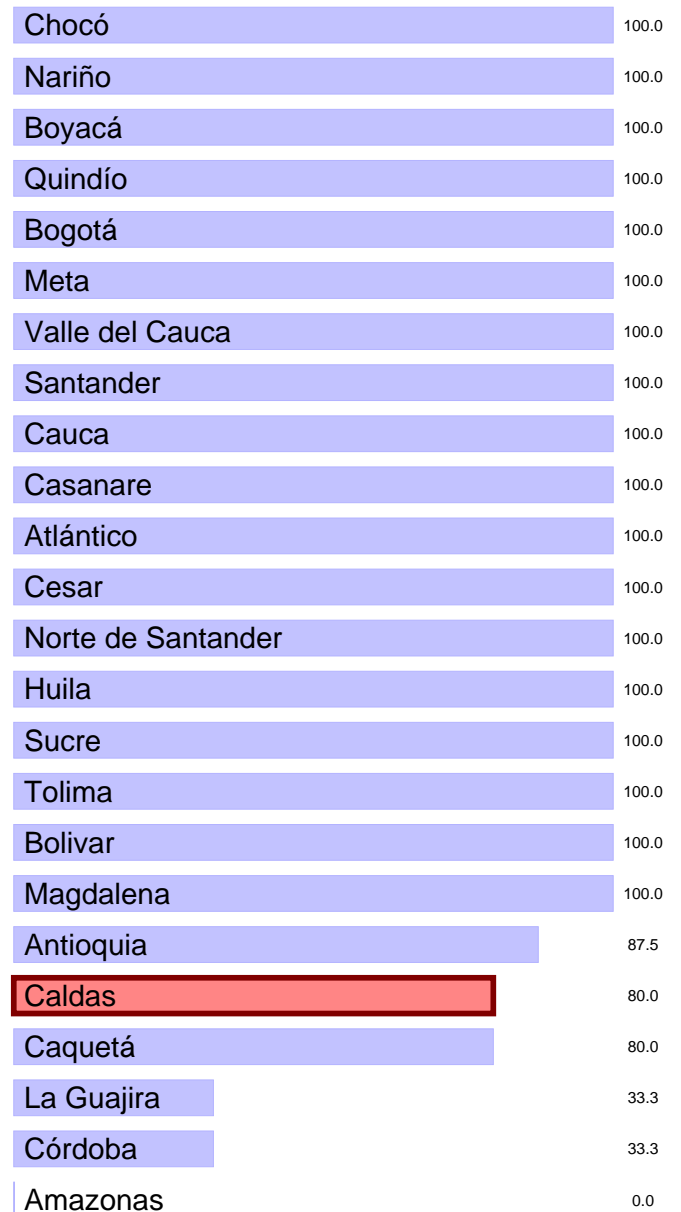 Chocó 100.0
Nariño 100.0
Boyacá 100.0
Quindío 100.0
Bogotá 100.0
Meta 100.0
Valle del Cauca 100.0
Santander 100.0
Cauca 100.0
Casanare 100.0
Atlántico 100.0
Cesar 100.0
Norte de Santander 100.0
Huila 100.0
Sucre 100.0
Tolima 100.0
Bolivar 100.0
Magdalena 100.0
Antioquia 87.5
Caldas 80.0
Caquetá 80.0
La Guajira 33.3
Córdoba 33.3
Amazonas 0.0